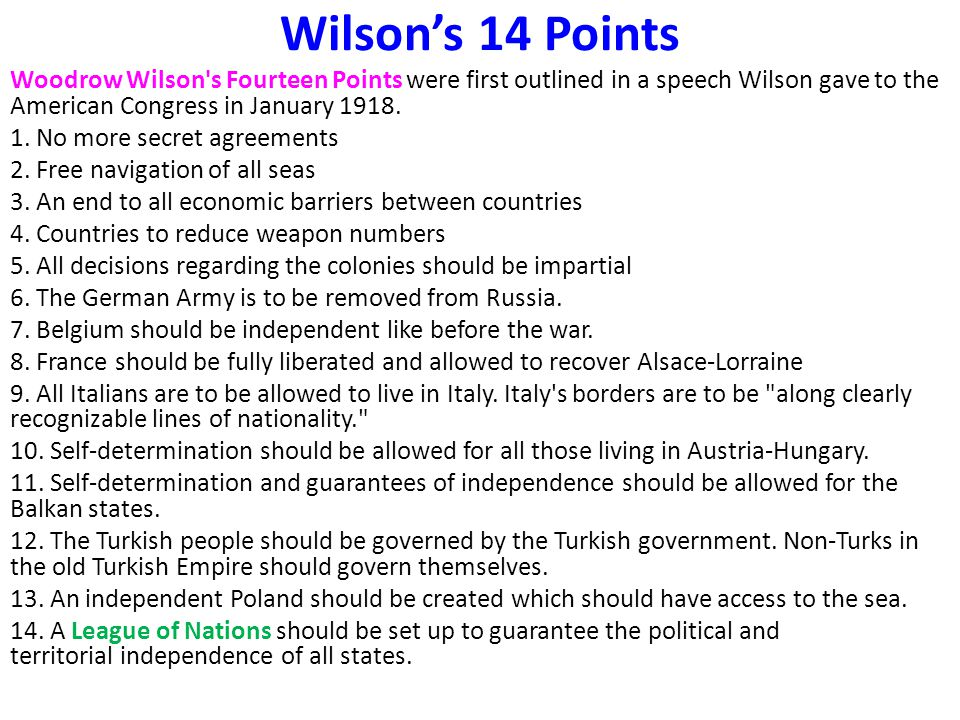 Wilson’s 14 Points
Woodrow Wilson's Fourteen Points were first outlined in a speech Wilson gave to the
American Congress in January 1918.
1. No more secret agreements
2. Free navigation of all seas
3. An end to all economic barriers between countries
4. Countries to reduce weapon numbers
5. All decisions regarding the colonies should be impartial
6. The German Army is to be removed from Russia.
7. Belgium should be independent like before the war.
8. France should be fully liberated and allowed to recover Alsace-Lorraine
9. All Italians are to be allowed to live in Italy. Italy's borders are to be "along clearly
recognizable lines of nationality."
10. Self-determination should be allowed for all those living in Austria-Hungary.
11. Self-determination and guarantees of independence should be allowed for the
Balkan states.
12. The Turkish people should be governed by the Turkish government. Non-Turks in
the old Turkish Empire should govern themselves.
13. An independent Poland should be created which should have access to the sea.
14. A League of Nations should be set up to guarantee the political and
territorial independence of all states.